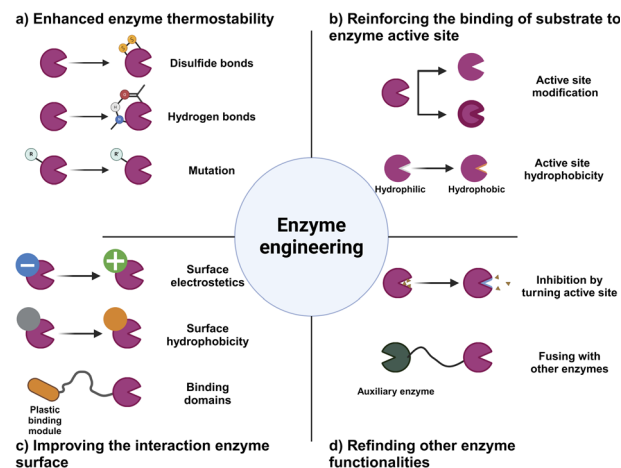 a) Enhanced enzyme thermostability
S
S
Disulfide bonds
O
H
N
Hydrogen bonds
R
R'
Mutation
b) Reinforcing the binding of substrate to
enzyme active site
Active site
modification
Active site
hydrophobicity
Hydrophilic
Hydrophobic
Enzyme
engineering
−
+
Surface
electrostetics
Surface
hydrophobicity
Binding
domains
Plastic
binding
module
c) Improving the interaction enzyme
surface
Inhibition by
turning active site
Fusing with
other enzymes
Auxiliary enzyme
d) Refinding other enzyme
functionalities